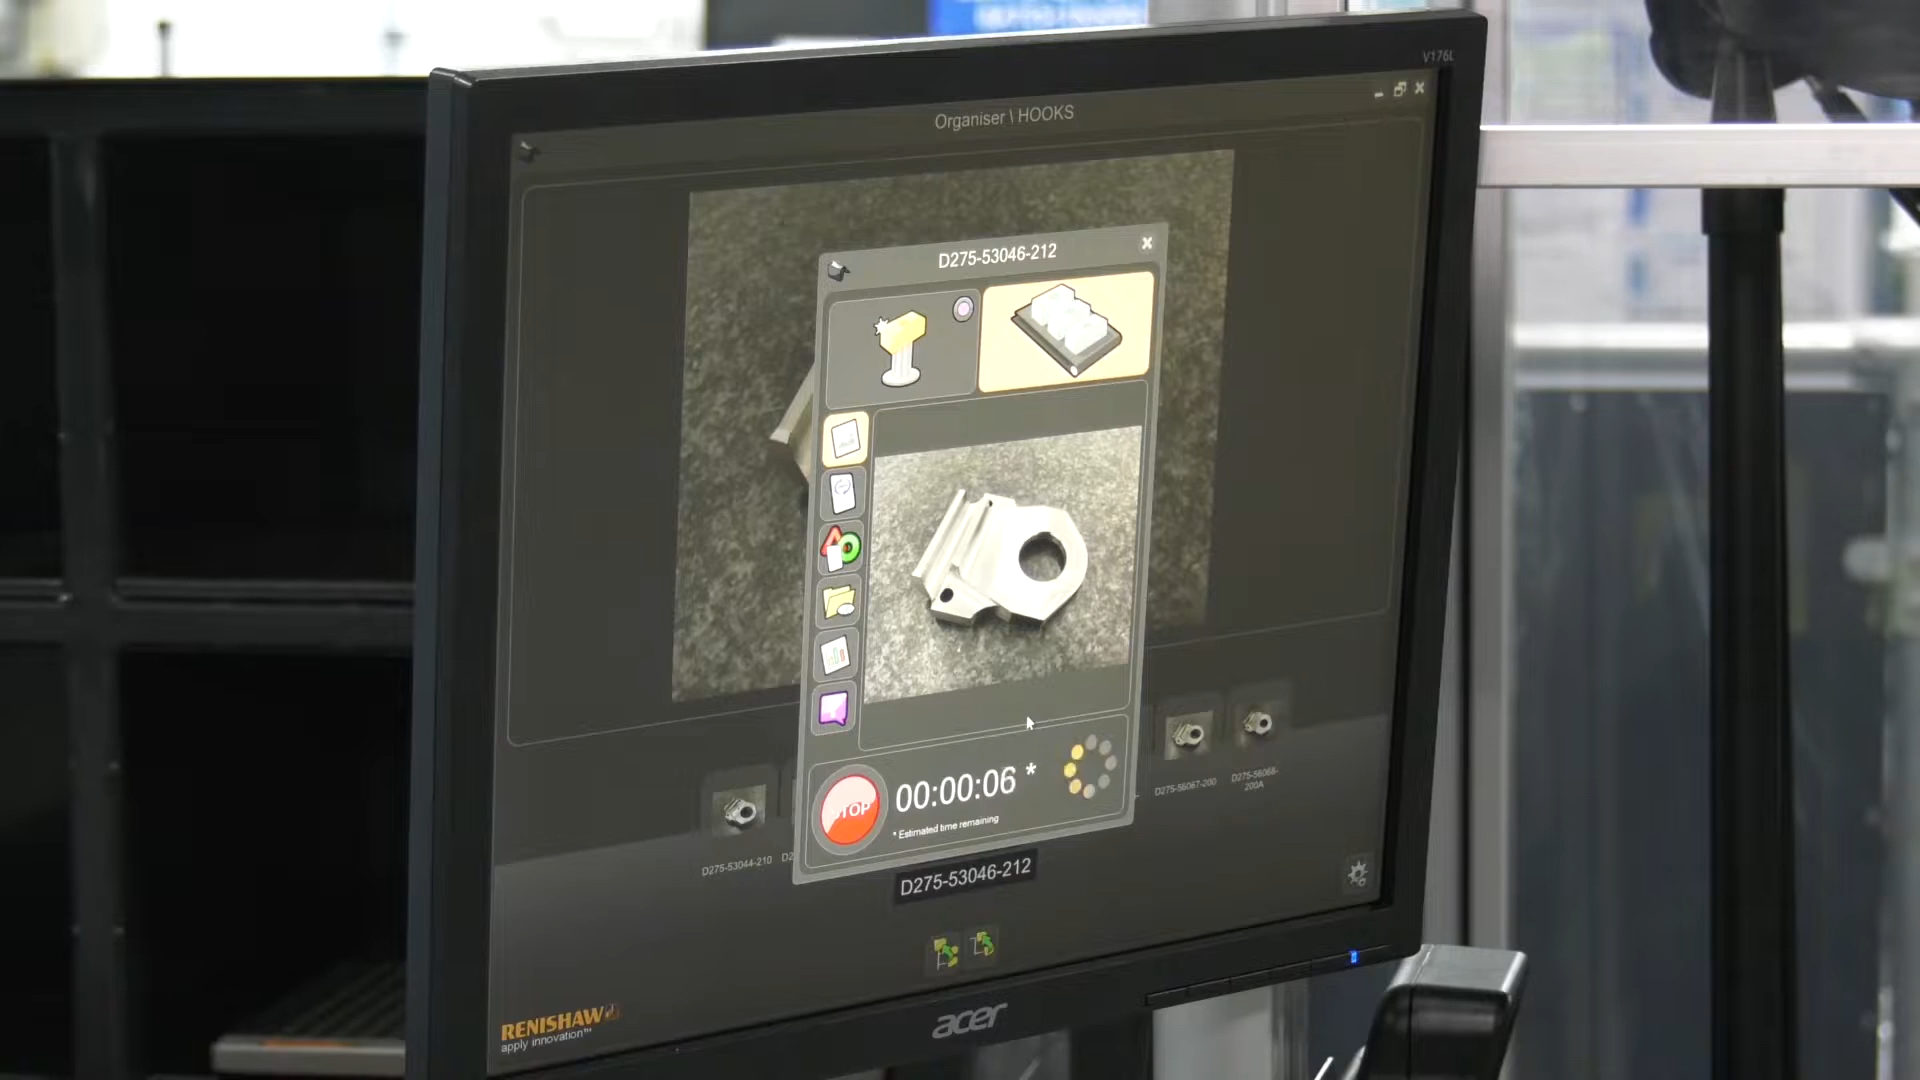 V176L
Organiser \ HOOKS
D275-53046-212
STOP
00:00:06 *
* Estimated time remaining
D275-53044-210
D2
D275-56067-200
D275-56068-
200A
D275-53046-212
RENISHAW
apply innovation™
acer